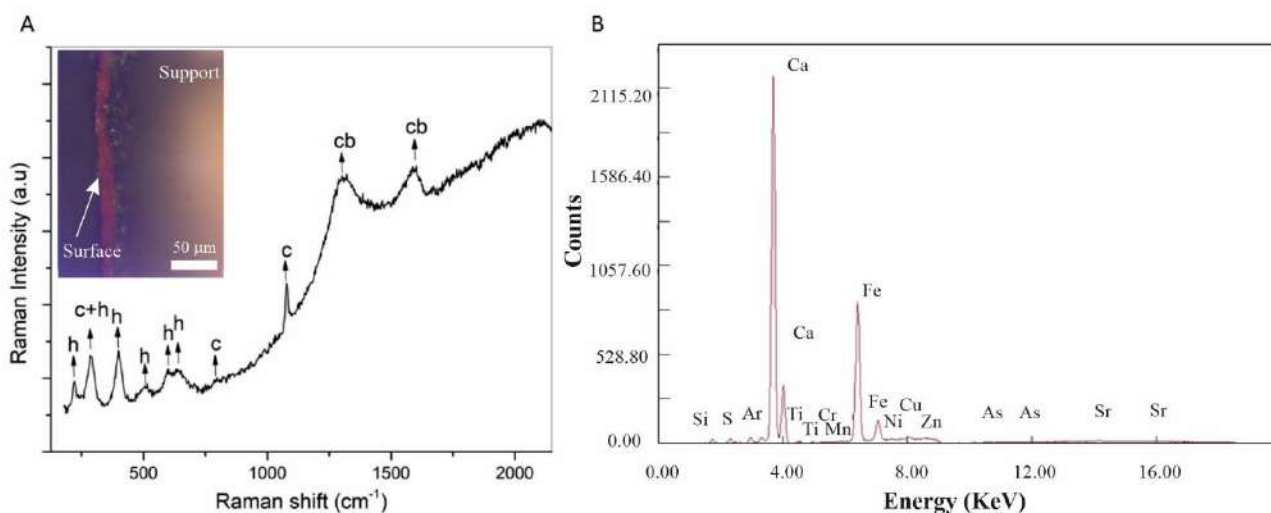 A
Support
Surface
50 μm
h
c+h
h
h
h
h
c
c
cb
cb
Raman Intensity (a.u)
500
1000
1500
2000
Raman shift (cm⁻¹)
B
Ca
Fe
Ca
Si
S
Ar
Ti
Ti
Cr
Mn
Fe
Ni
Cu
Zn
As
As
Sr
Sr
Counts
2115.20
1586.40
1057.60
528.80
0.00
0.00
4.00
8.00
12.00
16.00
Energy (KeV)